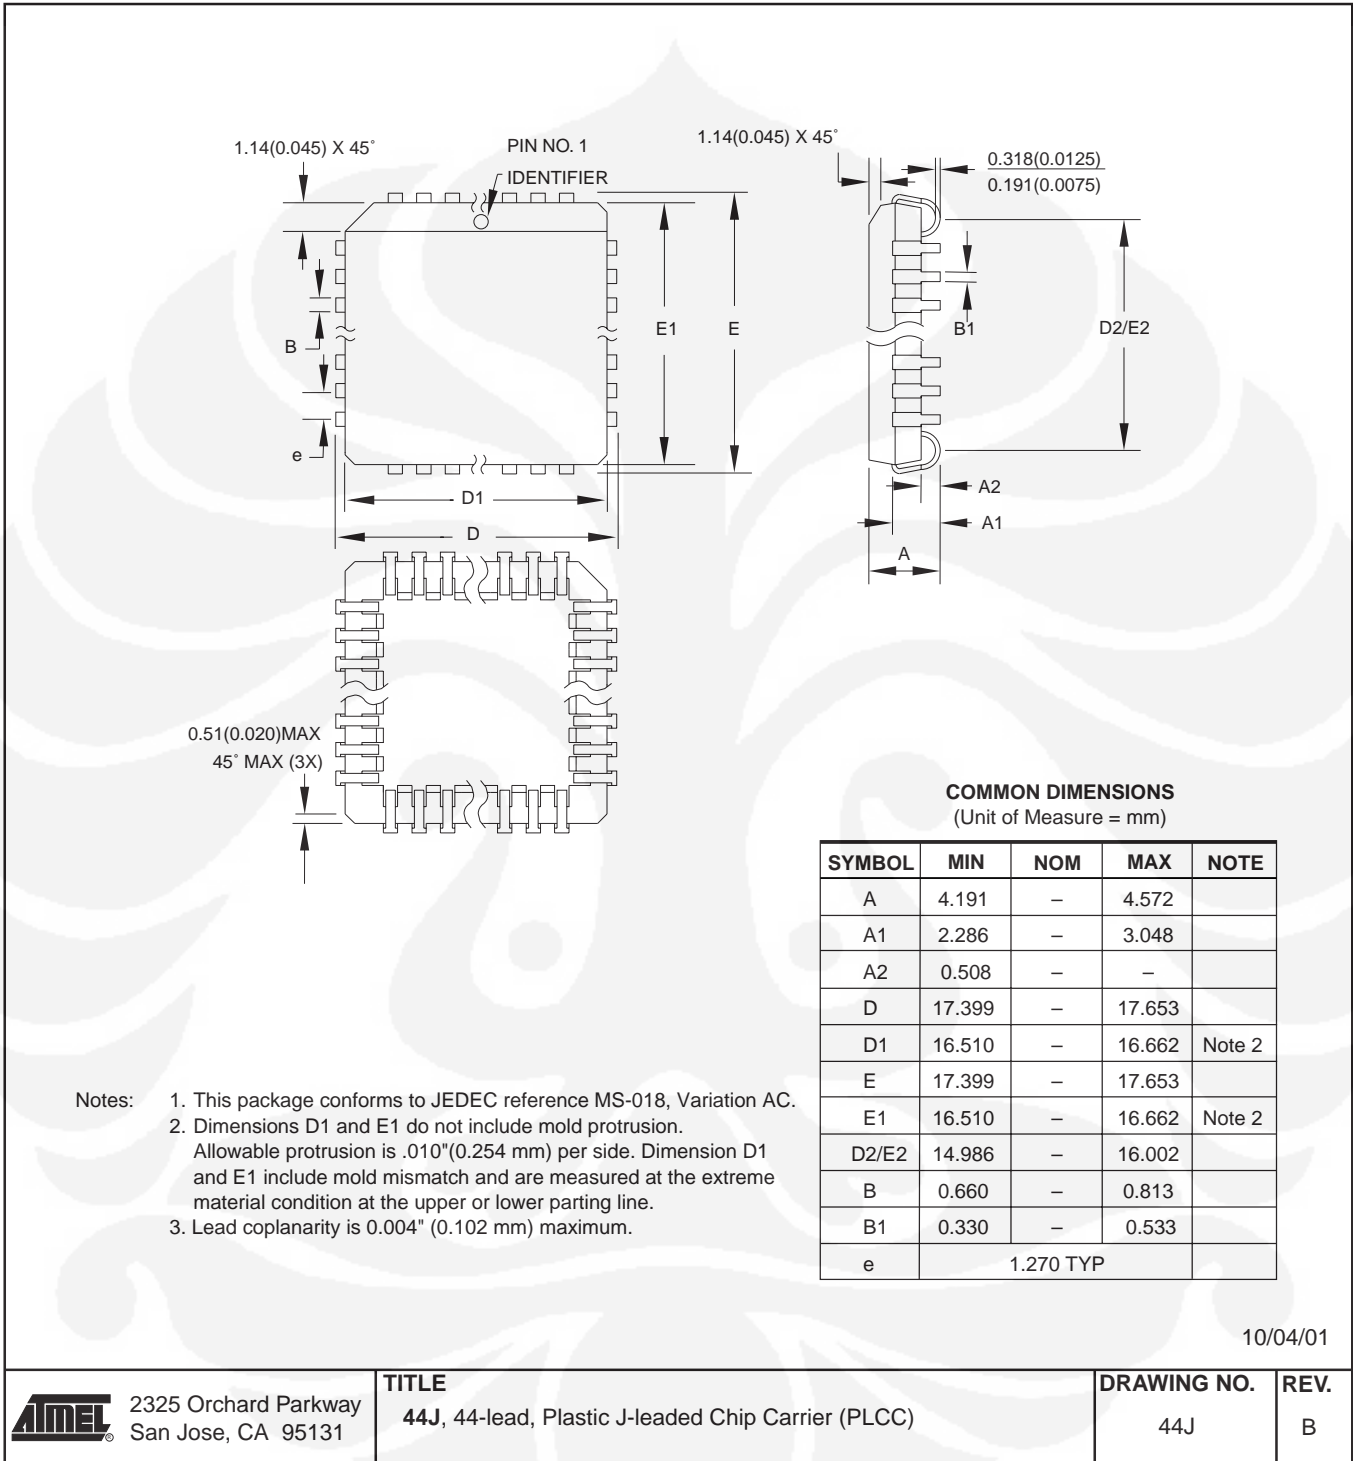 1.14(0.045) X 45˚
PIN NO. 1
IDENTIFIER
1.14(0.045) X 45˚
0.318(0.0125)
0.191(0.0075)
E1
E
B
e
B1
D2/E2
D1
D
A2
A1
A
0.51(0.020)MAX
45˚ MAX (3X)
COMMON DIMENSIONS
(Unit of Measure = mm)
SYMBOL MIN NOM MAX NOTE
A 4.191 – 4.572
A1 2.286 – 3.048
A2 0.508 – –
D 17.399 – 17.653
D1 16.510 – 16.662 Note 2
E 17.399 – 17.653
E1 16.510 – 16.662 Note 2
D2/E2 14.986 – 16.002
B 0.660 – 0.813
B1 0.330 – 0.533
e 1.270 TYP
Notes: 1. This package conforms to JEDEC reference MS-018, Variation AC.
2. Dimensions D1 and E1 do not include mold protrusion.
Allowable protrusion is .010"(0.254 mm) per side. Dimension D1
and E1 include mold mismatch and are measured at the extreme
material condition at the upper or lower parting line.
3. Lead coplanarity is 0.004" (0.102 mm) maximum.
10/04/01
ATMEL ®
2325 Orchard Parkway
San Jose, CA 95131
TITLE
44J, 44-lead, Plastic J-leaded Chip Carrier (PLCC)
DRAWING NO.
44J
REV.
B